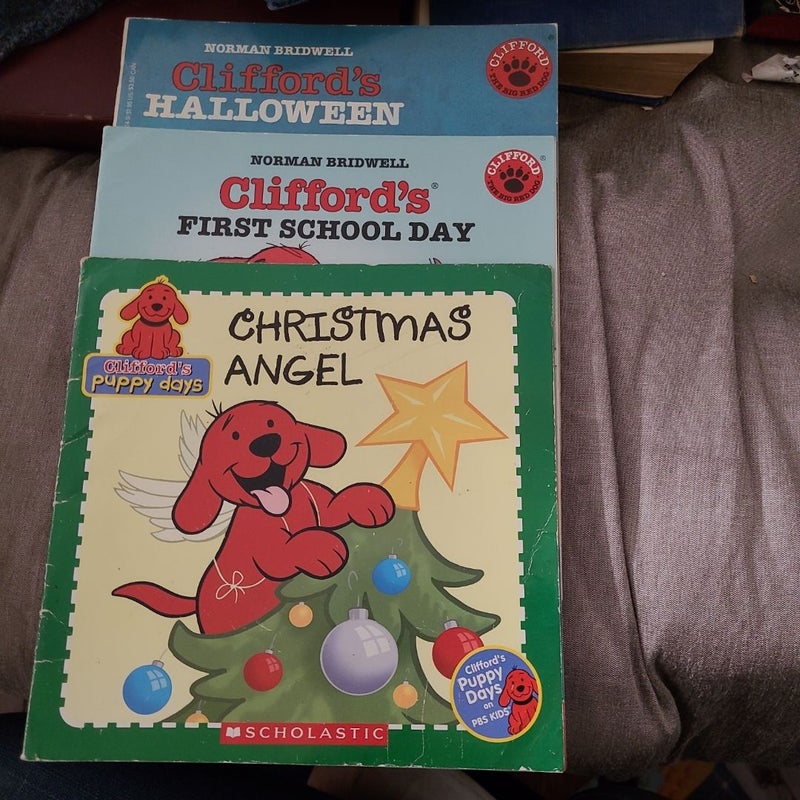 NORMAN BRIDWELL
Clifford's
HALLOWEEN
CLIFFORD
THE BIG RED DOG
NORMAN BRIDWELL
Clifford's®
FIRST SCHOOL DAY
CLIFFORD
THE BIG RED DOG
CHRISTMAS
ANGEL
Clifford's
puppy days
Clifford's
Puppy
Days
on
PBS KIDS
SCHOLASTIC